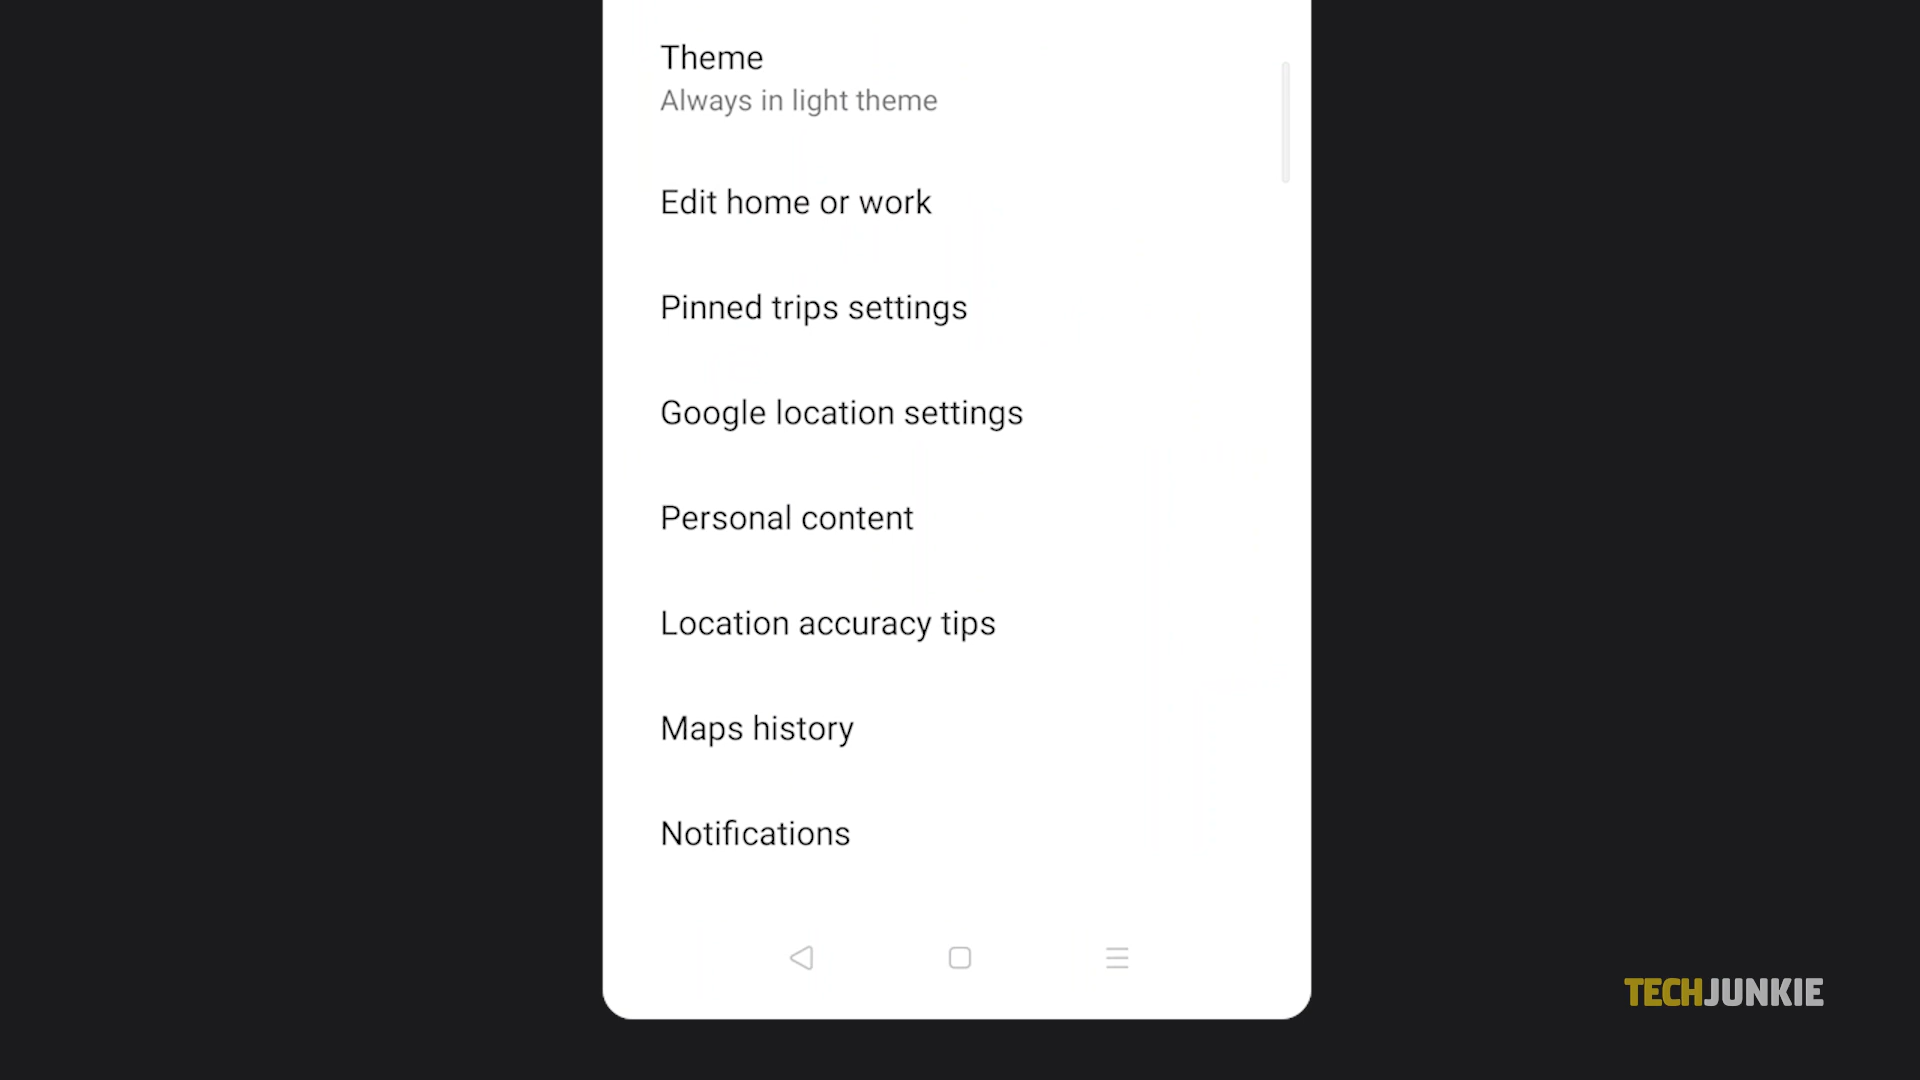 Theme
Always in light theme
Edit home or work
Pinned trips settings
Google location settings
Personal content
Location accuracy tips
Maps history
Notifications
TECHJUNKIE